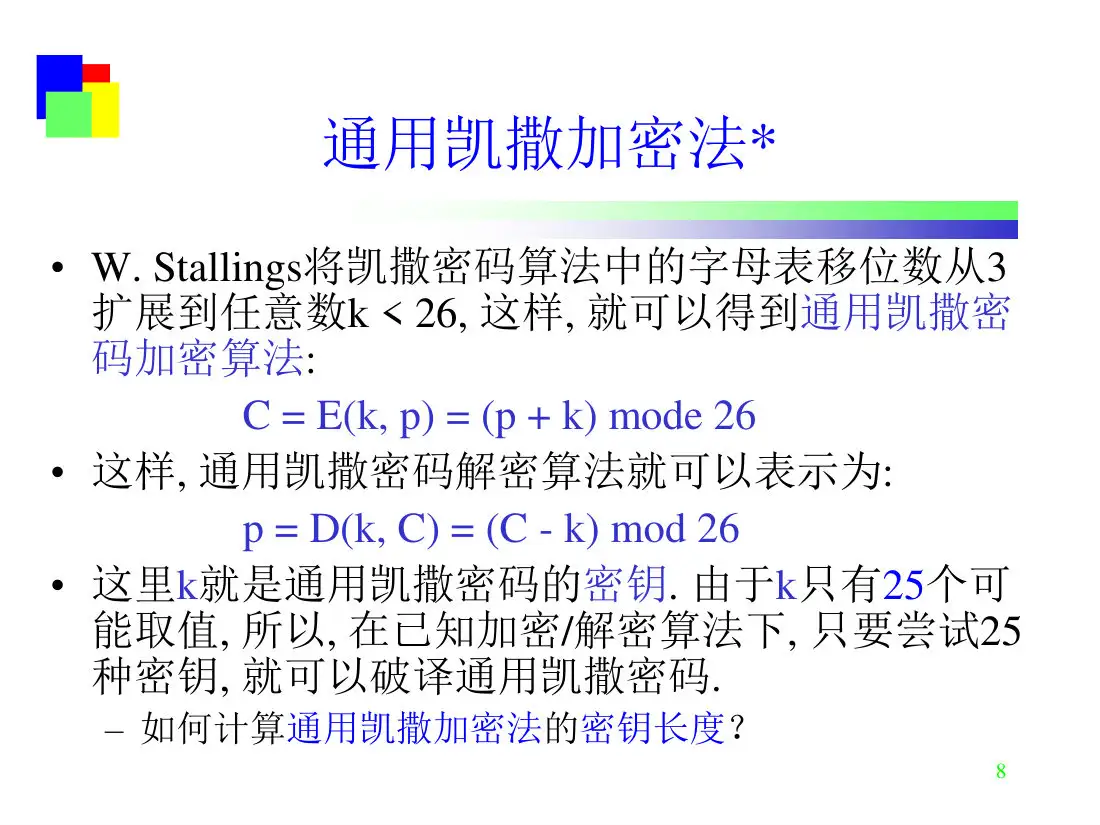 通用凯撒加密法*
• W. Stallings将凯撒密码算法中的字母表移位数从3
扩展到任意数k < 26, 这样, 就可以得到通用凯撒密
码加密算法:
C = E(k, p) = (p + k) mode 26
• 这样, 通用凯撒密码解密算法就可以表示为:
p = D(k, C) = (C - k) mod 26
• 这里k就是通用凯撒密码的密钥. 由于k只有25个可
能取值, 所以, 在已知加密/解密算法下, 只要尝试25
种密钥, 就可以破译通用凯撒密码.
– 如何计算通用凯撒加密法的密钥长度?
8